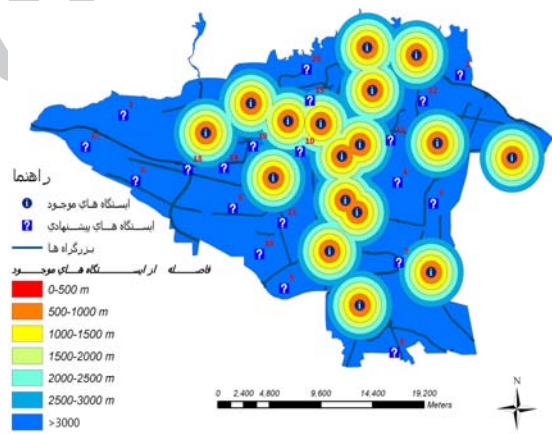 راهنما
ایستگاه های موجود
ایستگاه های پیشنهادی
بزرگراه ها
فاصله از ایستگاه های موجود
0-500 m
500-1000 m
1000-1500 m
1500-2000 m
2000-2500 m
2500-3000 m
>3000
0 2,400 4,800 9,600 14,400 19,200
Meters
N